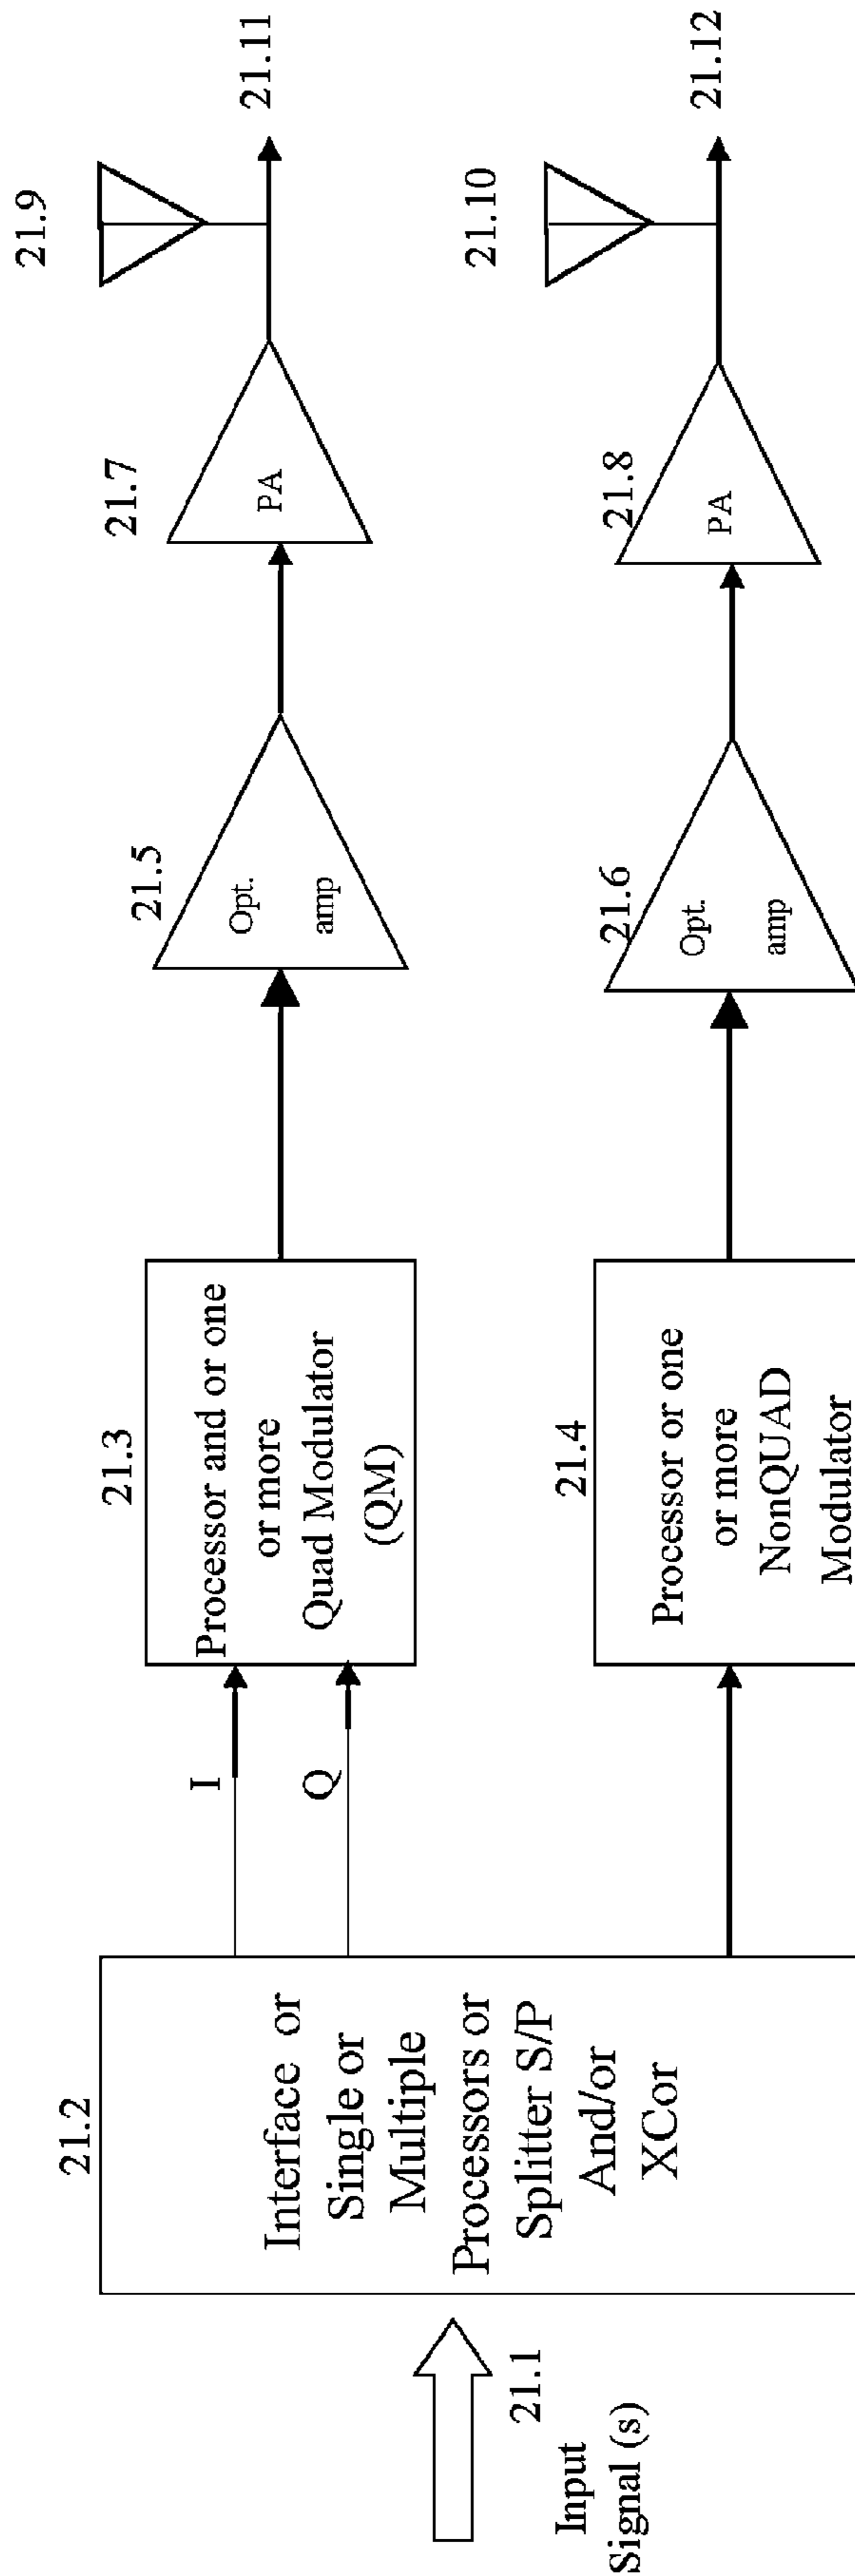 21.1
Input
Signal (s)
21.2
Interface or
Single or
Multiple
Processors or
Splitter S/P
And/or
XCor
I
Q
21.3
Processor and or one
or more
Quad Modulator
(QM)
21.5
Opt.
amp
21.7
PA
21.9
21.11
21.4
Processor or one
or more
NonQUAD
Modulator
21.6
Opt.
amp
21.8
PA
21.10
21.12